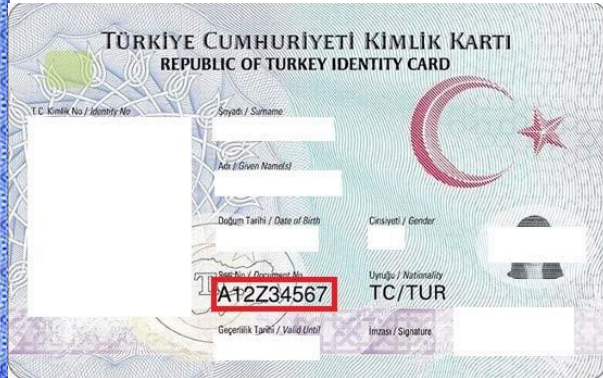 TÜRKİYE CUMHURİYETİ KİMLİK KARTI
REPUBLIC OF TURKEY IDENTITY CARD
T.C. Kimlik No / Identity No
Soyadı / Surname
Adı / Given Name(s)
Doğum Tarihi / Date of Birth
Cinsiyeti / Gender
Seri No / Document No
Uyruğu / Nationality
A12Z34567
TC/TUR
Geçerlilik Tarihi / Valid Until
İmzası / Signature